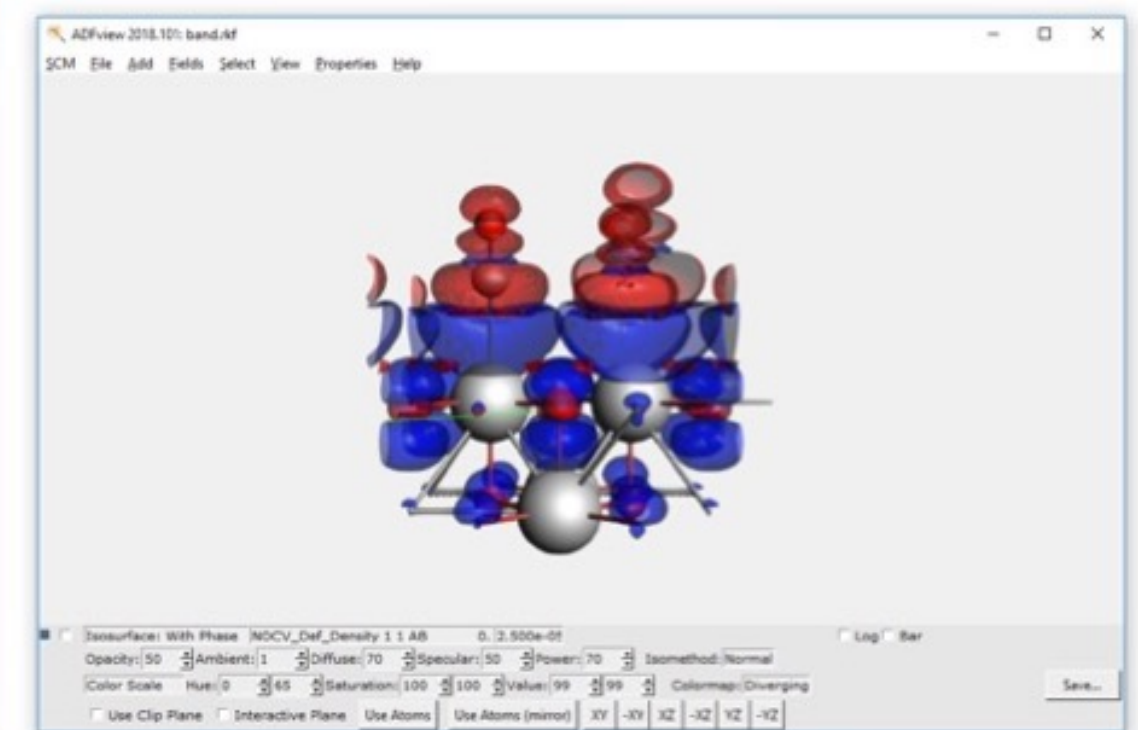 ADFview 2018.101: band.rkf
SCM File Add Fields Select View Properties Help
Isosurface: With Phase NOCV_Def_Density 1 1 AB 0. 2.500e-05 Log Bar
Opacity: 50 Ambient: 1 Diffuse: 70 Specular: 50 Power: 70 Isomethod: Normal
Color Scale Hue: 0 65 Saturation: 100 100 Value: 99 99 Colormap: Diverging Save...
Use Clip Plane Interactive Plane Use Atoms Use Atoms (mirror) XY -XY XZ -XZ YZ -YZ